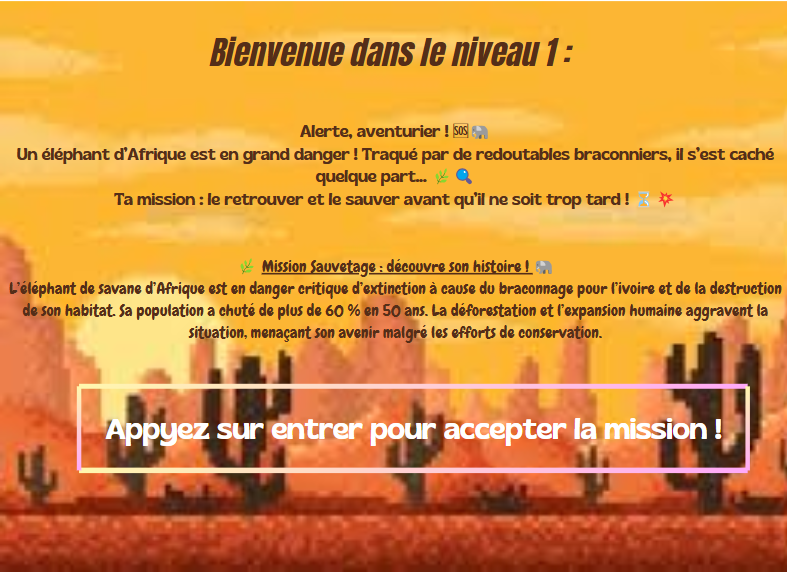 Bienvenue dans le niveau 1 :
Alerte, aventurier ! 🆘🐘
Un éléphant d'Afrique est en grand danger ! Traqué par de redoutables braconniers, il s'est caché
quelque part... 🌿 🔍
Ta mission : le retrouver et le sauver avant qu'il ne soit trop tard ! ⏳ 💥
🌿 Mission Sauvetage : découvre son histoire ! 🐘
L'éléphant de savane d'Afrique est en danger critique d'extinction à cause du braconnage pour l'ivoire et de la destruction
de son habitat. Sa population a chuté de plus de 60 % en 50 ans. La déforestation et l'expansion humaine aggravent la
situation, menaçant son avenir malgré les efforts de conservation.
Appyez sur entrer pour accepter la mission !